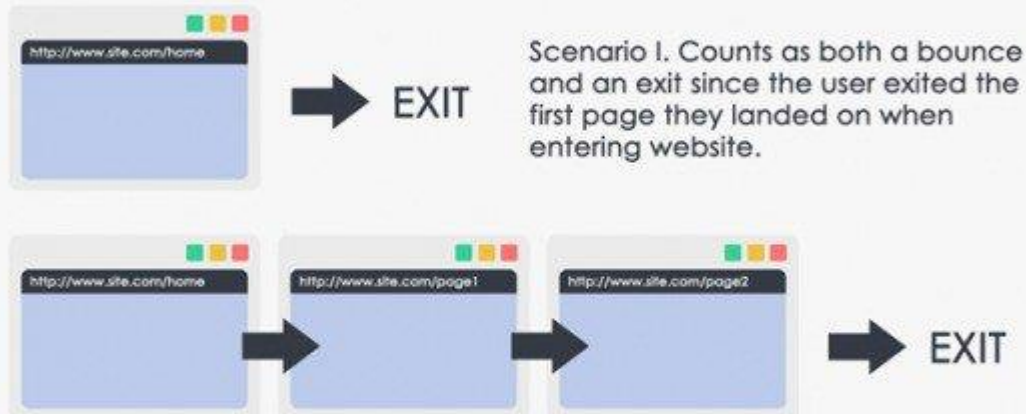 http://www.site.com/home
EXIT
Scenario I. Counts as both a bounce
and an exit since the user exited the
first page they landed on when
entering website.
http://www.site.com/home
http://www.site.com/page1
http://www.site.com/page2
EXIT